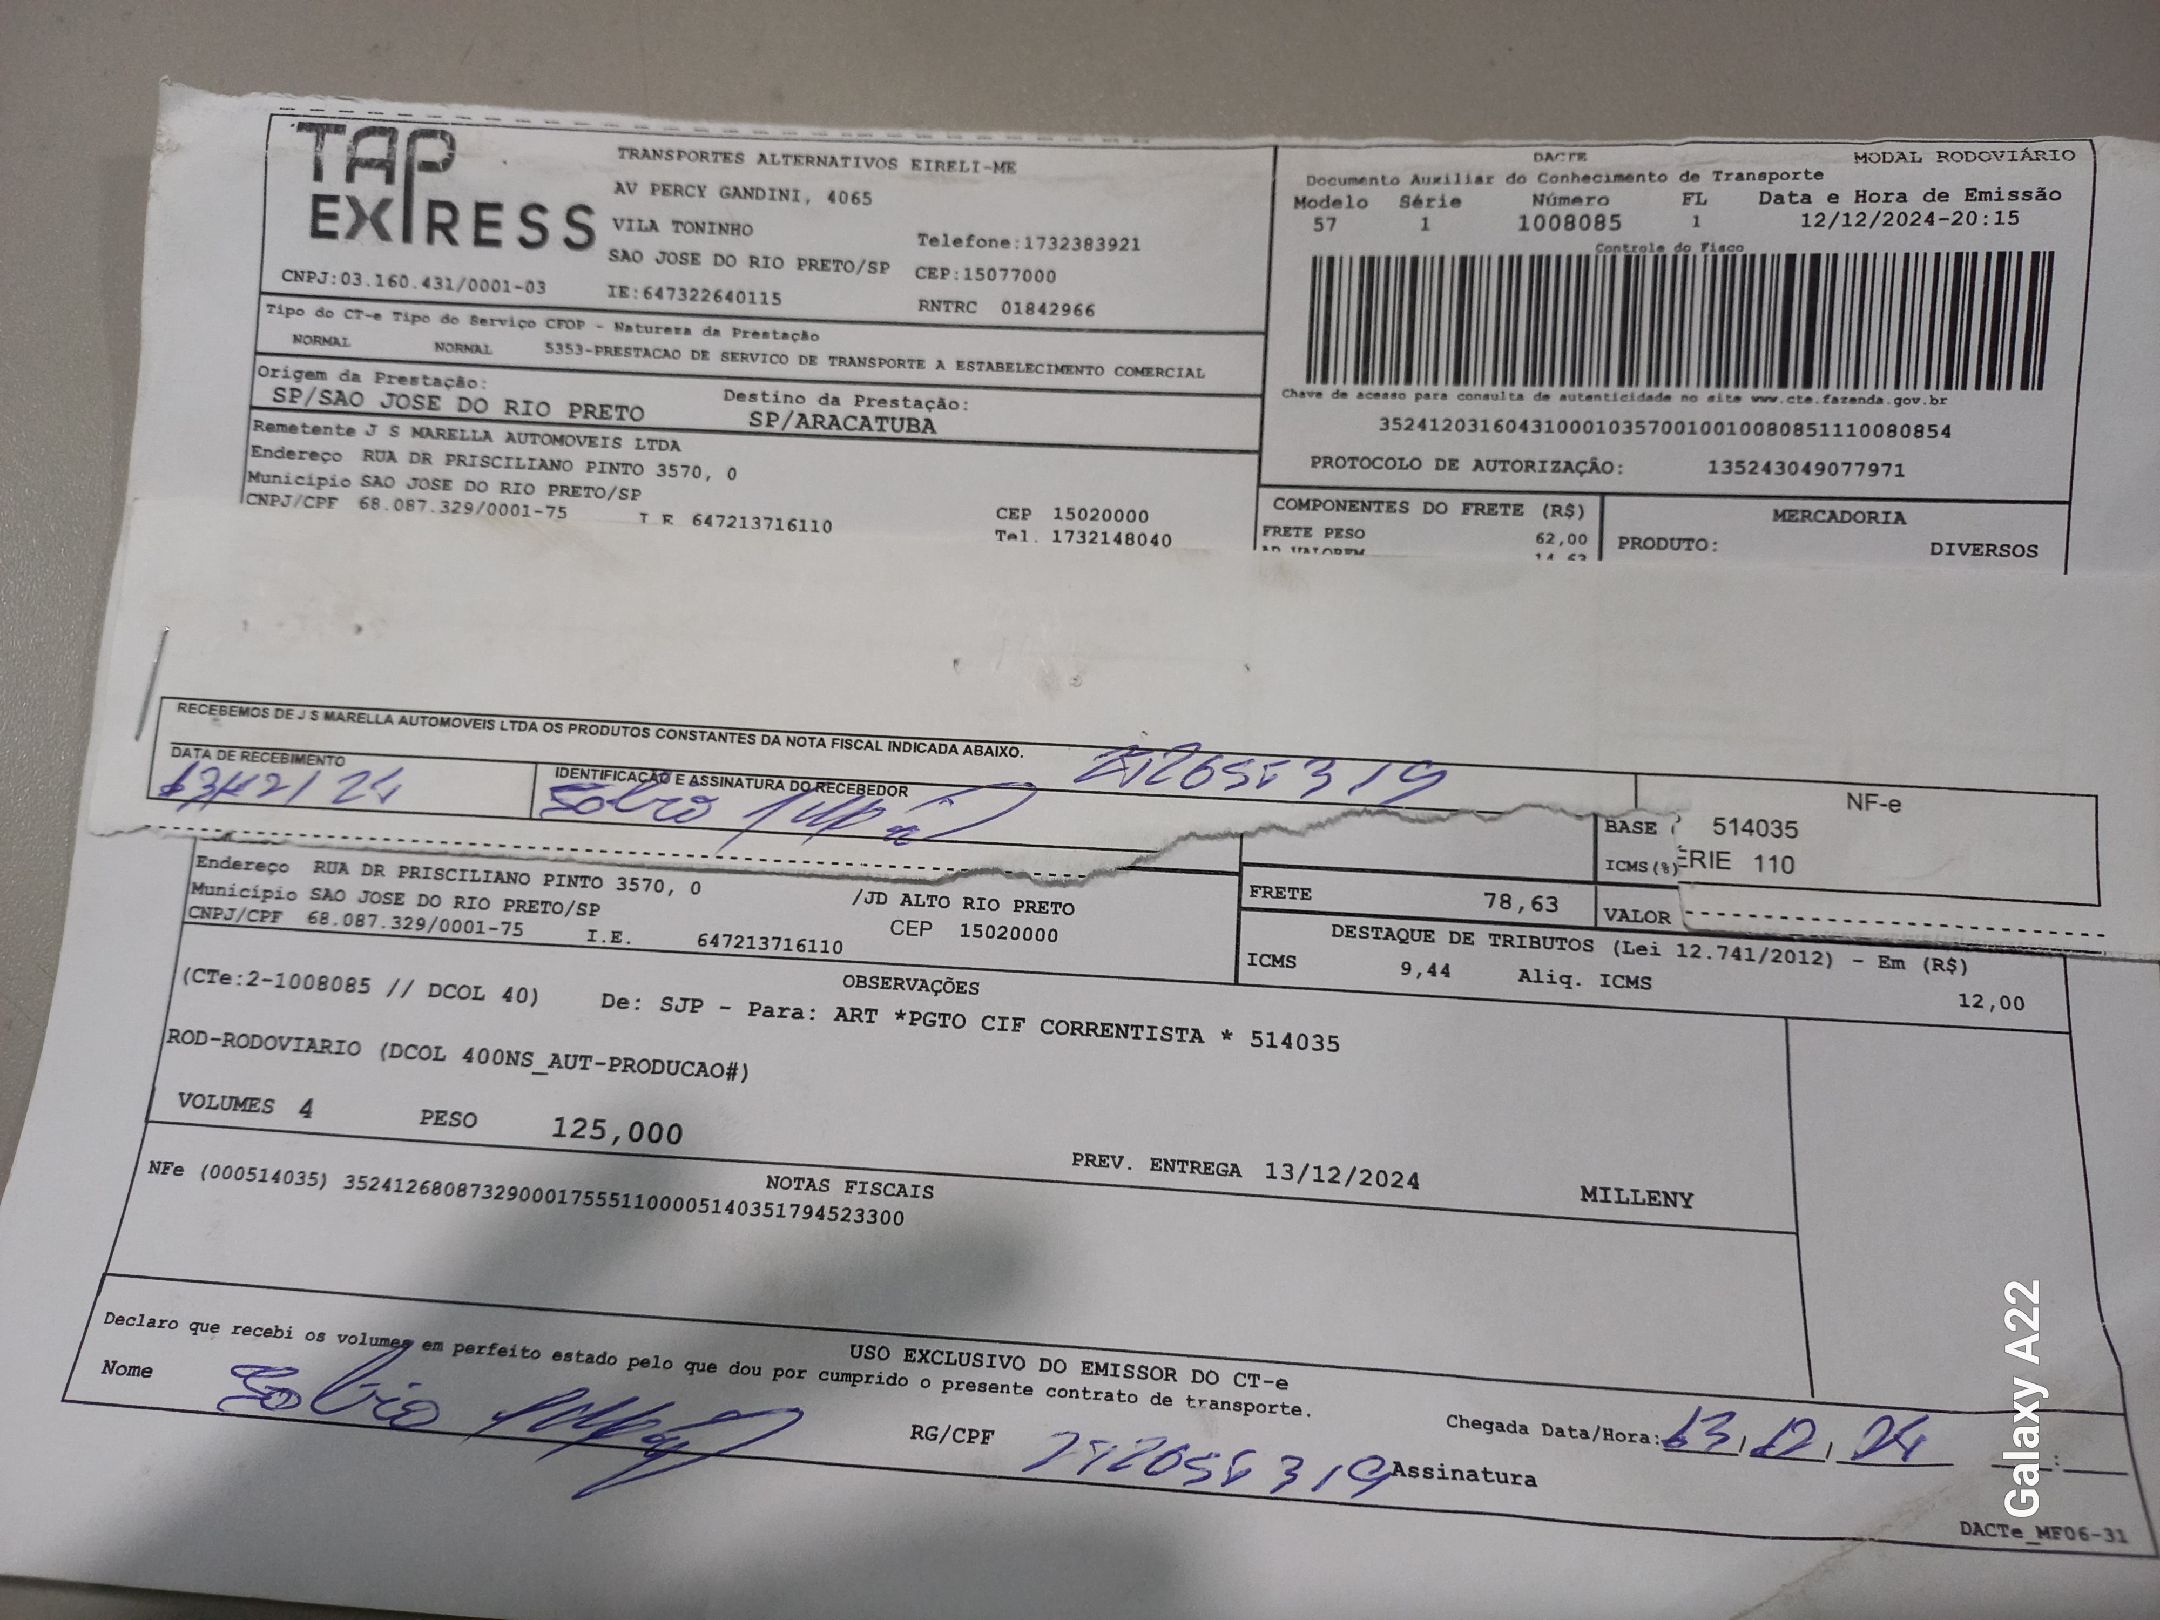 TAP EXPRESS
TRANSPORTES ALTERNATIVOS EIRELI-ME
AV PERCY GANDINI, 4065
VILA TONINHO
Telefone:1732383921
SAO JOSE DO RIO PRETO/SP CEP:15077000
CNPJ:03.160.431/0001-03 IE:647322640115 RNTRC 01842966
DACTE MODAL RODOVIÁRIO
Documento Auxiliar do Conhecimento de Transporte
Modelo Série Número FL Data e Hora de Emissão
57 1 1008085 1 12/12/2024-20:15
Controle do Fisco
Chave de acesso para consulta de autenticidade no site www.cte.fazenda.gov.br
35241203160431000103570010010080851110080854
PROTOCOLO DE AUTORIZAÇÃO: 135243049077971
Tipo do CT-e Tipo do Serviço CFOP - Natureza da Prestação
NORMAL NORMAL 5353-PRESTACAO DE SERVICO DE TRANSPORTE A ESTABELECIMENTO COMERCIAL
Origem da Prestação: Destino da Prestação:
SP/SAO JOSE DO RIO PRETO SP/ARACATUBA
Remetente J S MARELLA AUTOMOVEIS LTDA
Endereço RUA DR PRISCILIANO PINTO 3570, 0
Município SAO JOSE DO RIO PRETO/SP CEP 15020000
CNPJ/CPF 68.087.329/0001-75 I.E 647213716110 Tel. 1732148040
COMPONENTES DO FRETE (R$) MERCADORIA
FRETE PESO 62,00 PRODUTO: DIVERSOS
AD VALOREM 14,63
RECEBEMOS DE J S MARELLA AUTOMOVEIS LTDA OS PRODUTOS CONSTANTES DA NOTA FISCAL INDICADA ABAIXO.
DATA DE RECEBIMENTO IDENTIFICAÇÃO E ASSINATURA DO RECEBEDOR NF-e
13/12/24
BASE 514035
ICMS(%) ERIE 110
Endereço RUA DR PRISCILIANO PINTO 3570, 0 /JD ALTO RIO PRETO
Município SAO JOSE DO RIO PRETO/SP CEP 15020000
CNPJ/CPF 68.087.329/0001-75 I.E. 647213716110
FRETE 78,63 VALOR
DESTAQUE DE TRIBUTOS (Lei 12.741/2012) - Em (R$)
ICMS 9,44 Aliq. ICMS 12,00
OBSERVAÇÕES
(CTe:2-1008085 // DCOL 40) De: SJP - Para: ART *PGTO CIF CORRENTISTA * 514035
ROD-RODOVIARIO (DCOL 400NS_AUT-PRODUCAO#)
VOLUMES 4 PESO 125,000 PREV. ENTREGA 13/12/2024 MILLENY
NOTAS FISCAIS
NFe (000514035) 35241268087329000175551100005140351794523300
USO EXCLUSIVO DO EMISSOR DO CT-e
Declaro que recebi os volumes em perfeito estado pelo que dou por cumprido o presente contrato de transporte.
Nome RG/CPF Assinatura Chegada Data/Hora: 13/12/24 :
DACTe_MF06-31
Galaxy A22